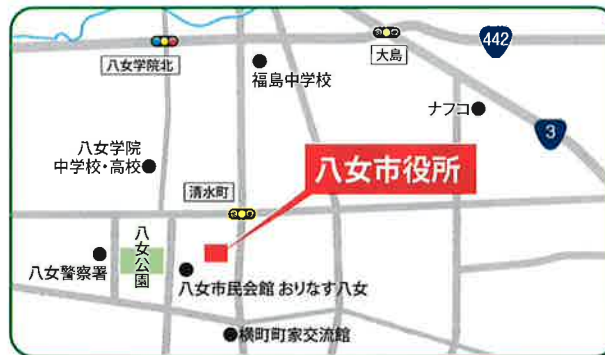 442
八女学院北
大島
福島中学校
ナフコ
3
八女学院
中学校・高校
八女市役所
清水町
八女公園
八女警察署
八女市民会館 おりなす八女
横町町家交流館